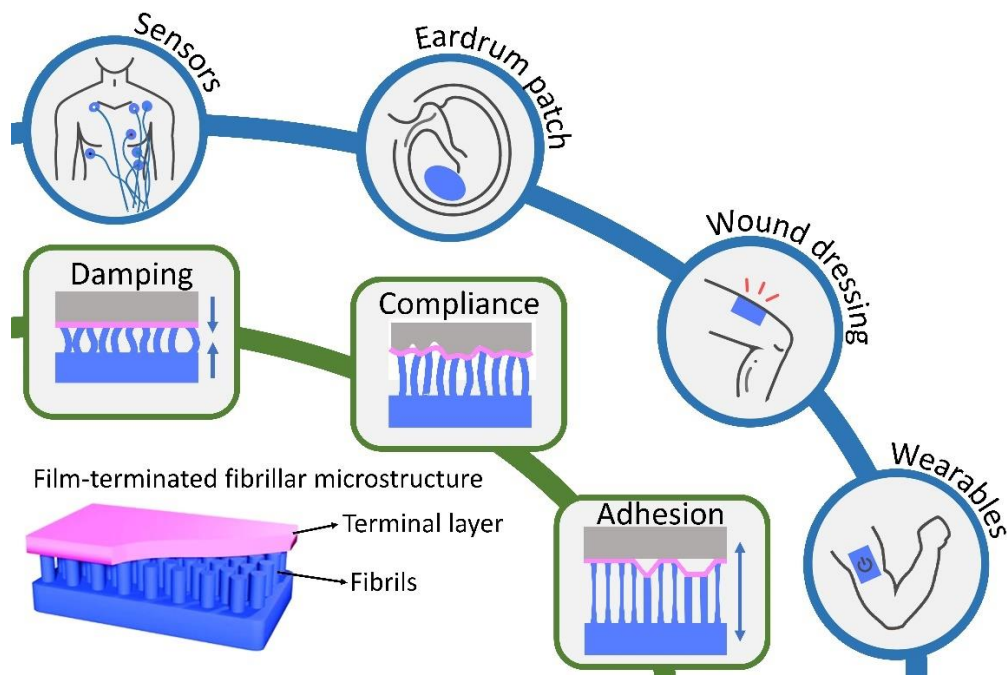 Sensors
Eardrum patch
Wound dressing
Wearables
Damping
Compliance
Adhesion
Film-terminated fibrillar microstructure
Terminal layer
Fibrils